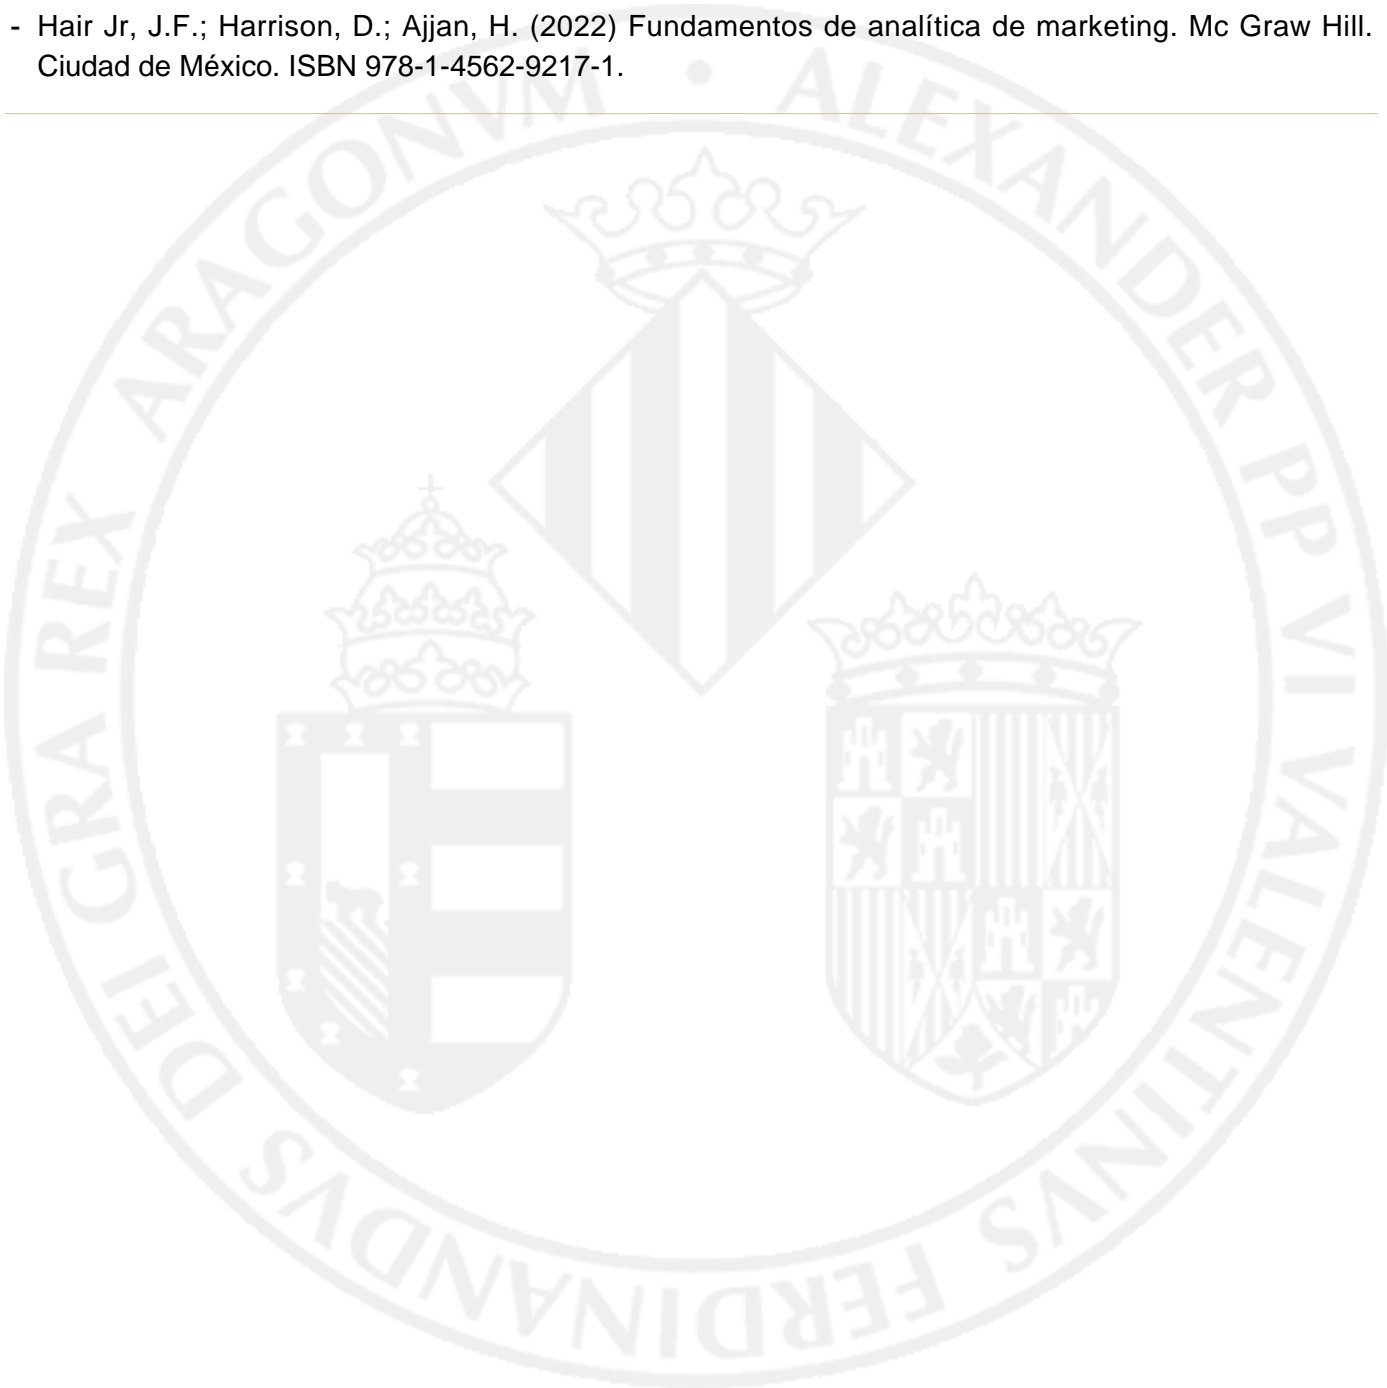 - Hair Jr, J.F.; Harrison, D.; Ajjan, H. (2022) Fundamentos de analítica de marketing. Mc Graw Hill.
Ciudad de México. ISBN 978-1-4562-9217-1.
ALEXANDER PP VI VALENTINVS FERDINANDVS DEI GRA REX ARAGONVM